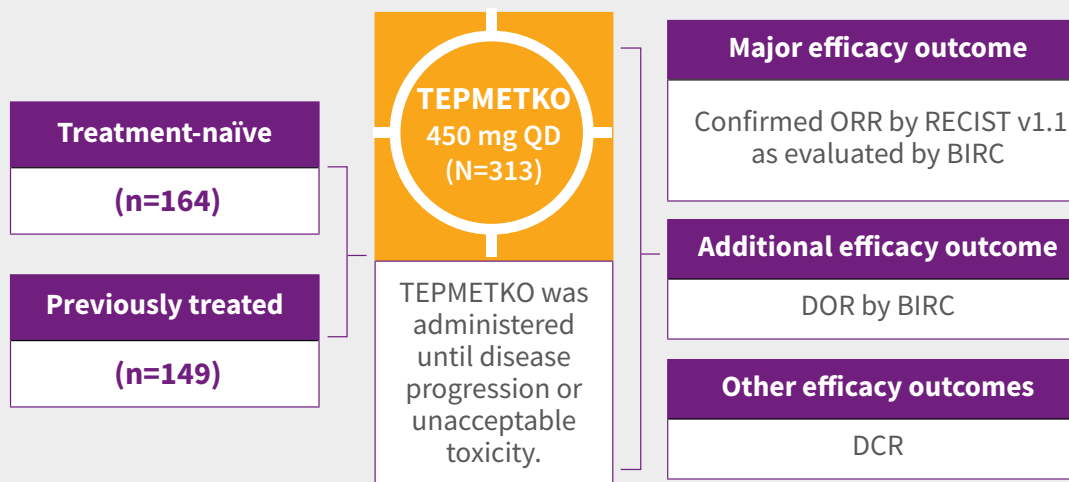 Treatment-naïve
(n=164)
Previously treated
(n=149)
TEPMETKO
450 mg QD
(N=313)
TEPMETKO was
administered
until disease
progression or
unacceptable
toxicity.
Major efficacy outcome
Confirmed ORR by RECIST v1.1
as evaluated by BIRC
Additional efficacy outcome
DOR by BIRC
Other efficacy outcomes
DCR